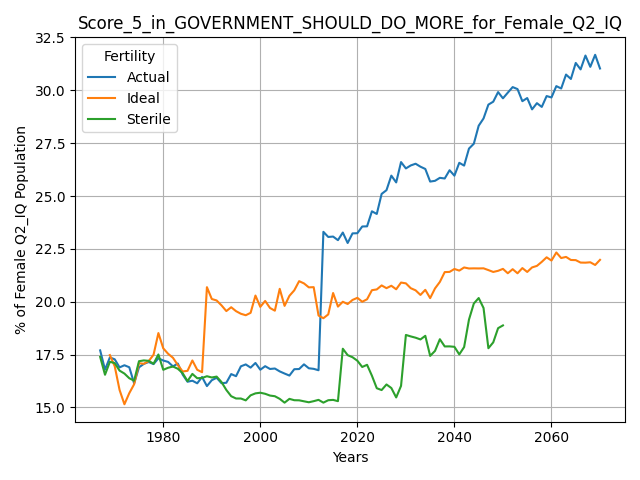 Score_5_in_GOVERNMENT_SHOULD_DO_MORE_for_Female_Q2_IQ
32.5
30.0
27.5
25.0
22.5
20.0
17.5
15.0
% of Female Q2_IQ Population
Fertility
Actual
Ideal
Sterile
1980
2000
2020
2040
2060
Years